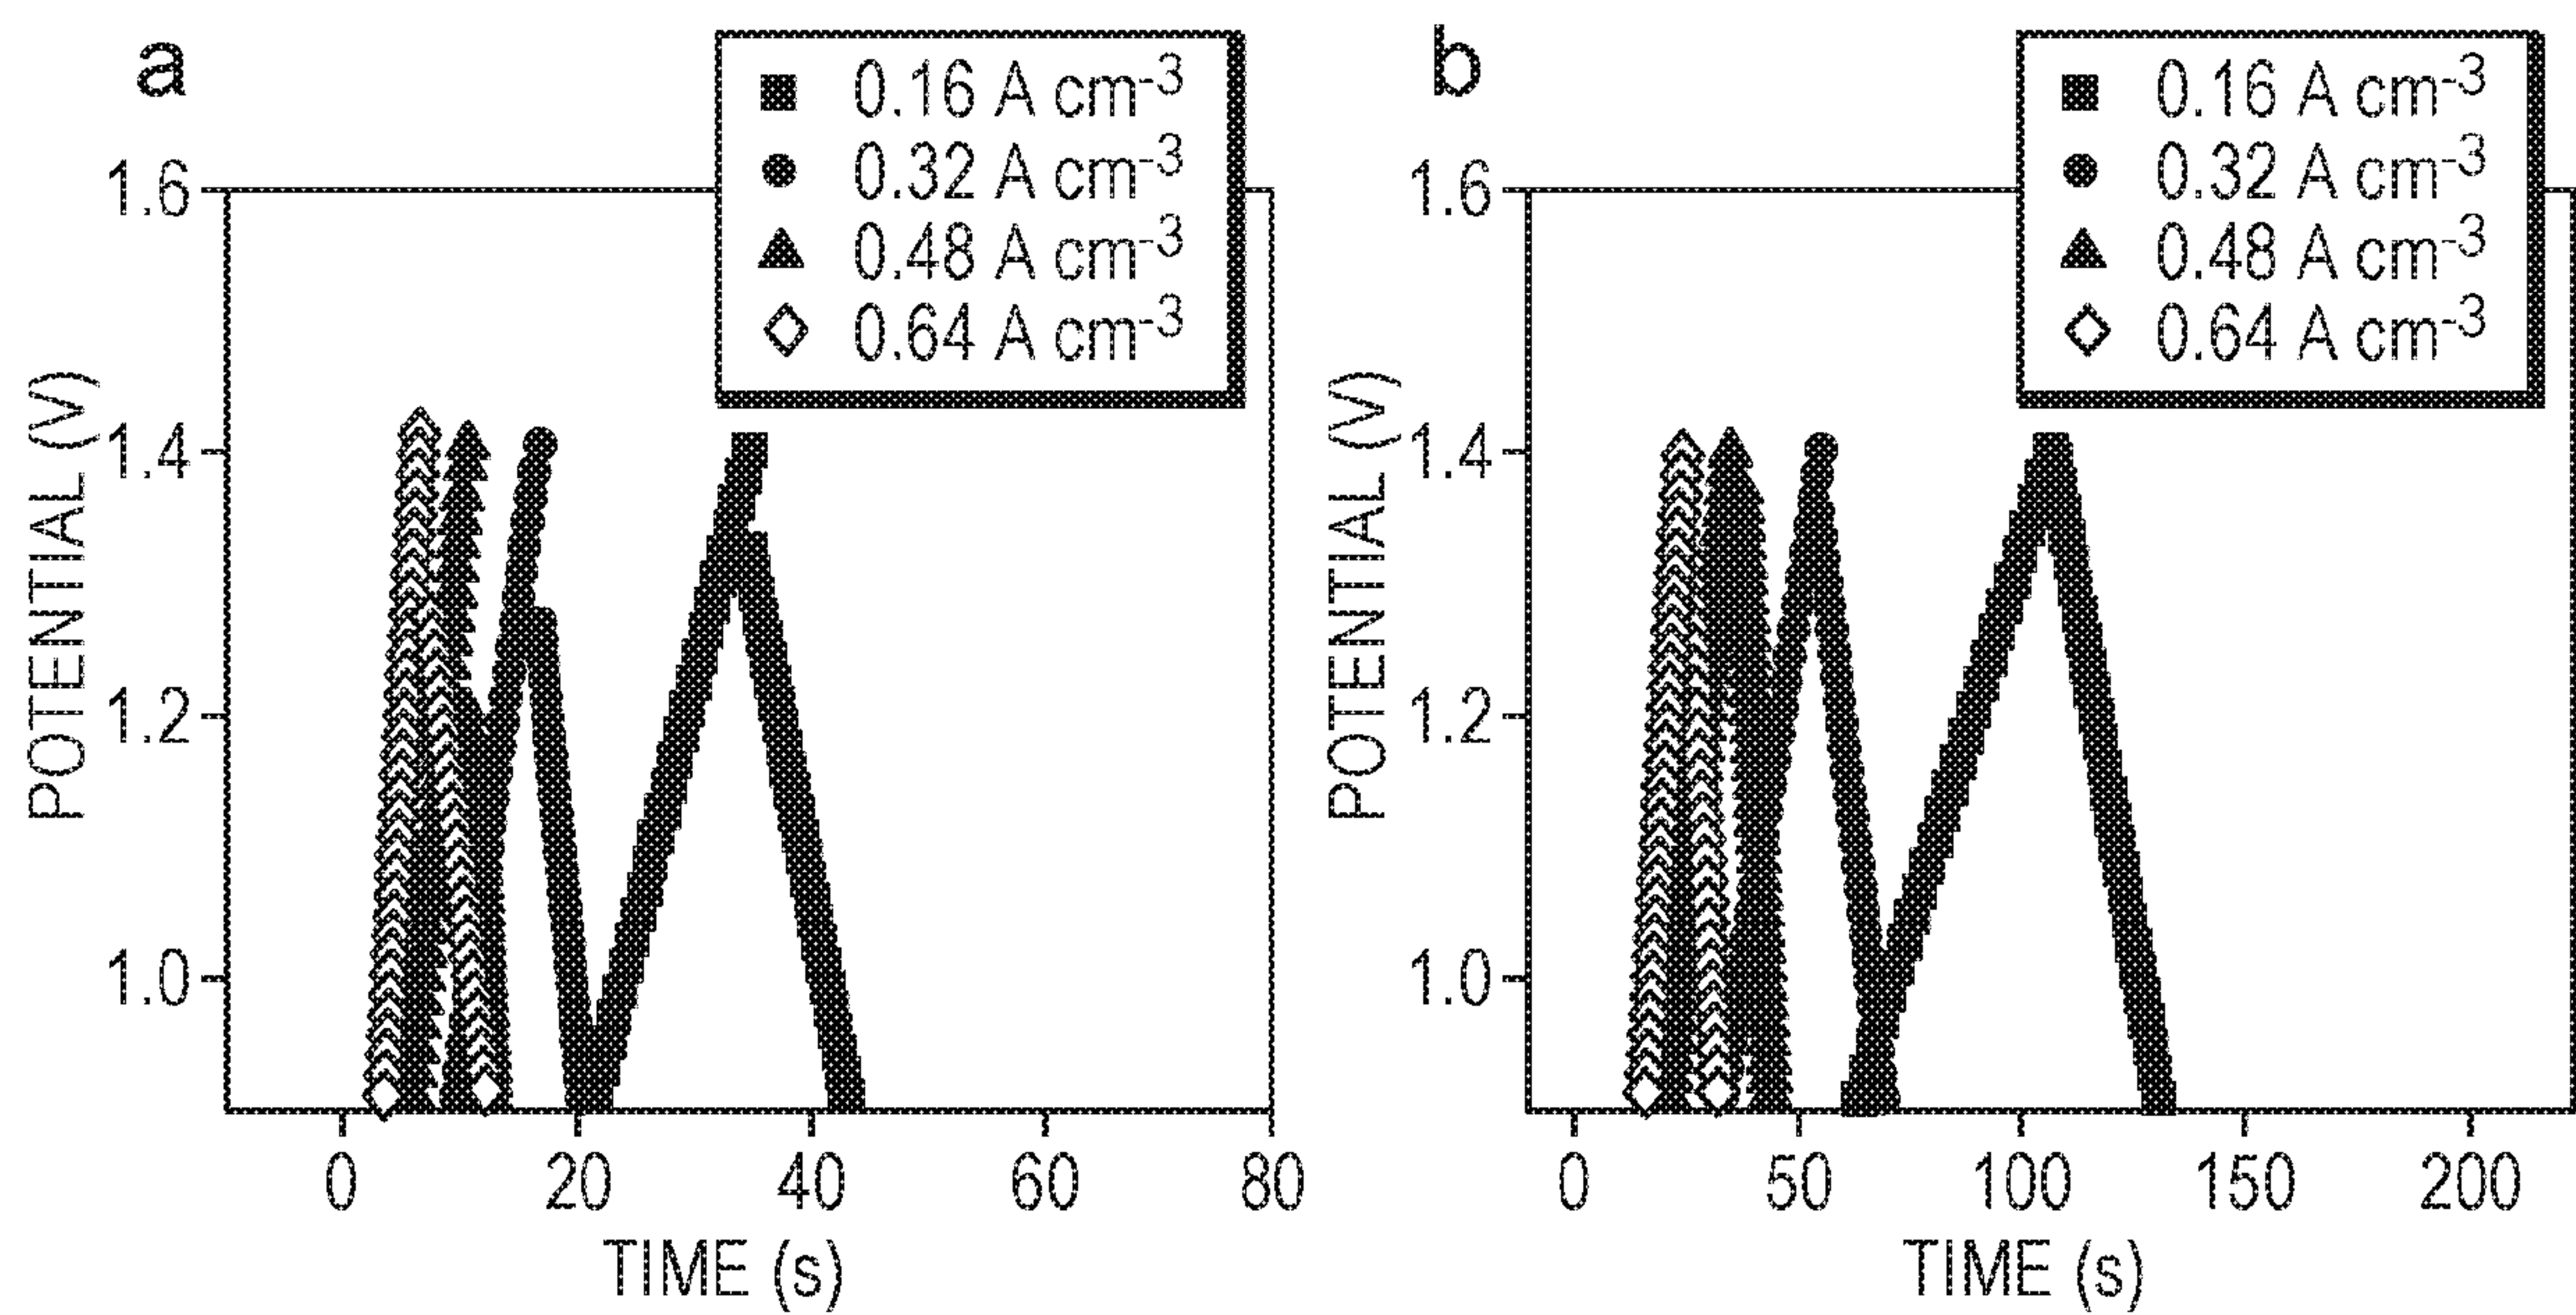 a
0.16 A cm-3
0.32 A cm-3
0.48 A cm-3
0.64 A cm-3
1.6
1.4
1.2
1.0
POTENTIAL (V)
0 20 40 60 80
TIME (s)
b
0.16 A cm-3
0.32 A cm-3
0.48 A cm-3
0.64 A cm-3
1.6
1.4
1.2
1.0
POTENTIAL (V)
0 50 100 150 200
TIME (s)